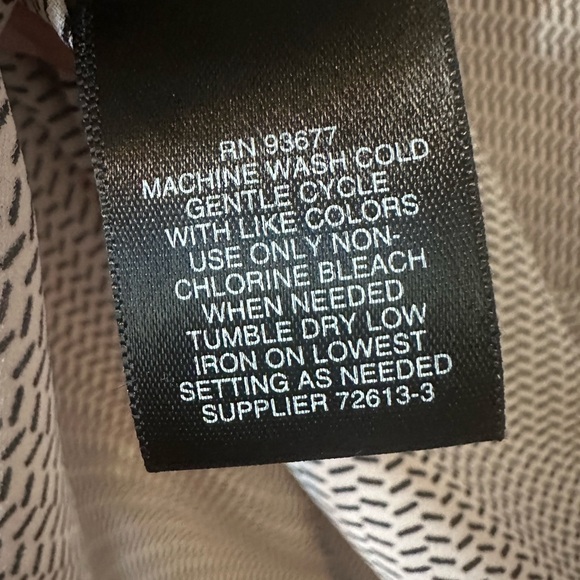 RN 93677
MACHINE WASH COLD
GENTLE CYCLE
WITH LIKE COLORS
USE ONLY NON-
CHLORINE BLEACH
WHEN NEEDED
TUMBLE DRY LOW
IRON ON LOWEST
SETTING AS NEEDED
SUPPLIER 72613-3